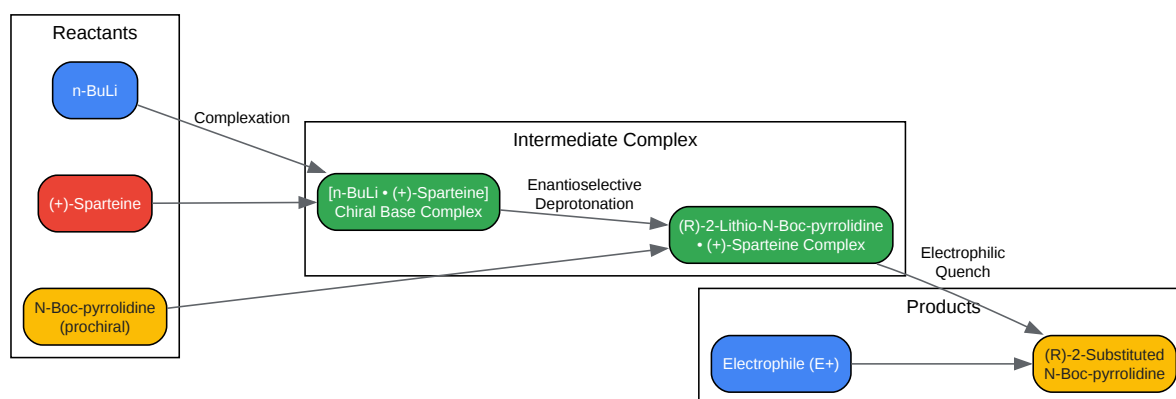 Reactants
n-BuLi
Complexation
(+)-Sparteine
N-Boc-pyrrolidine
(prochiral)
Intermediate Complex
[n-BuLi • (+)-Sparteine]
Chiral Base Complex
Enantioselective
Deprotonation
(R)-2-Lithio-N-Boc-pyrrolidine
• (+)-Sparteine Complex
Electrophilic
Quench
Products
Electrophile (E+)
(R)-2-Substituted
N-Boc-pyrrolidine